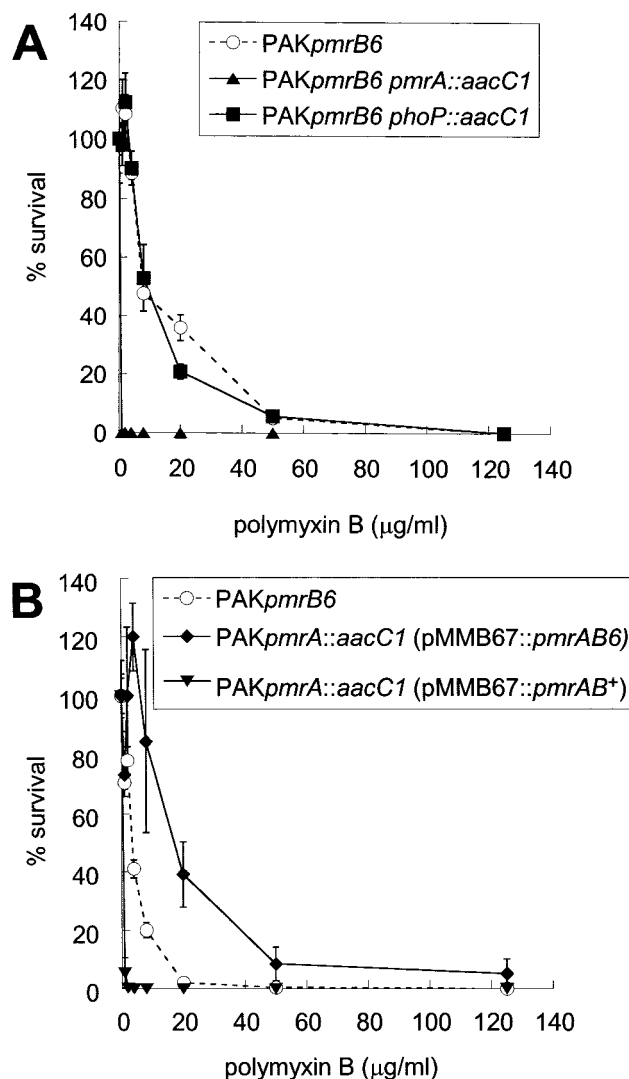 A
PAKpmrB6
PAKpmrB6 pmrA::aacC1
PAKpmrB6 phoP::aacC1
140
120
100
80
60
40
20
0
% survival
0 20 40 60 80 100 120 140
polymyxin B (μg/ml)
B
PAKpmrB6
PAKpmrA::aacC1 (pMMB67::pmrAB6)
PAKpmrA::aacC1 (pMMB67::pmrAB+)
140
120
100
80
60
40
20
0
% survival
0 20 40 60 80 100 120 140
polymyxin B (μg/ml)